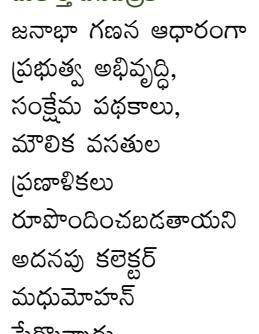 జనాభా గణన ఆధారంగా
ప్రభుత్వ అభివృద్ధి,
సంక్షేమ పథకాలు,
మౌలిక వసతుల
ప్రణాళికలు
రూపొందించబడతాయని
అదనపు కలెక్టర్
మధుమోహన్